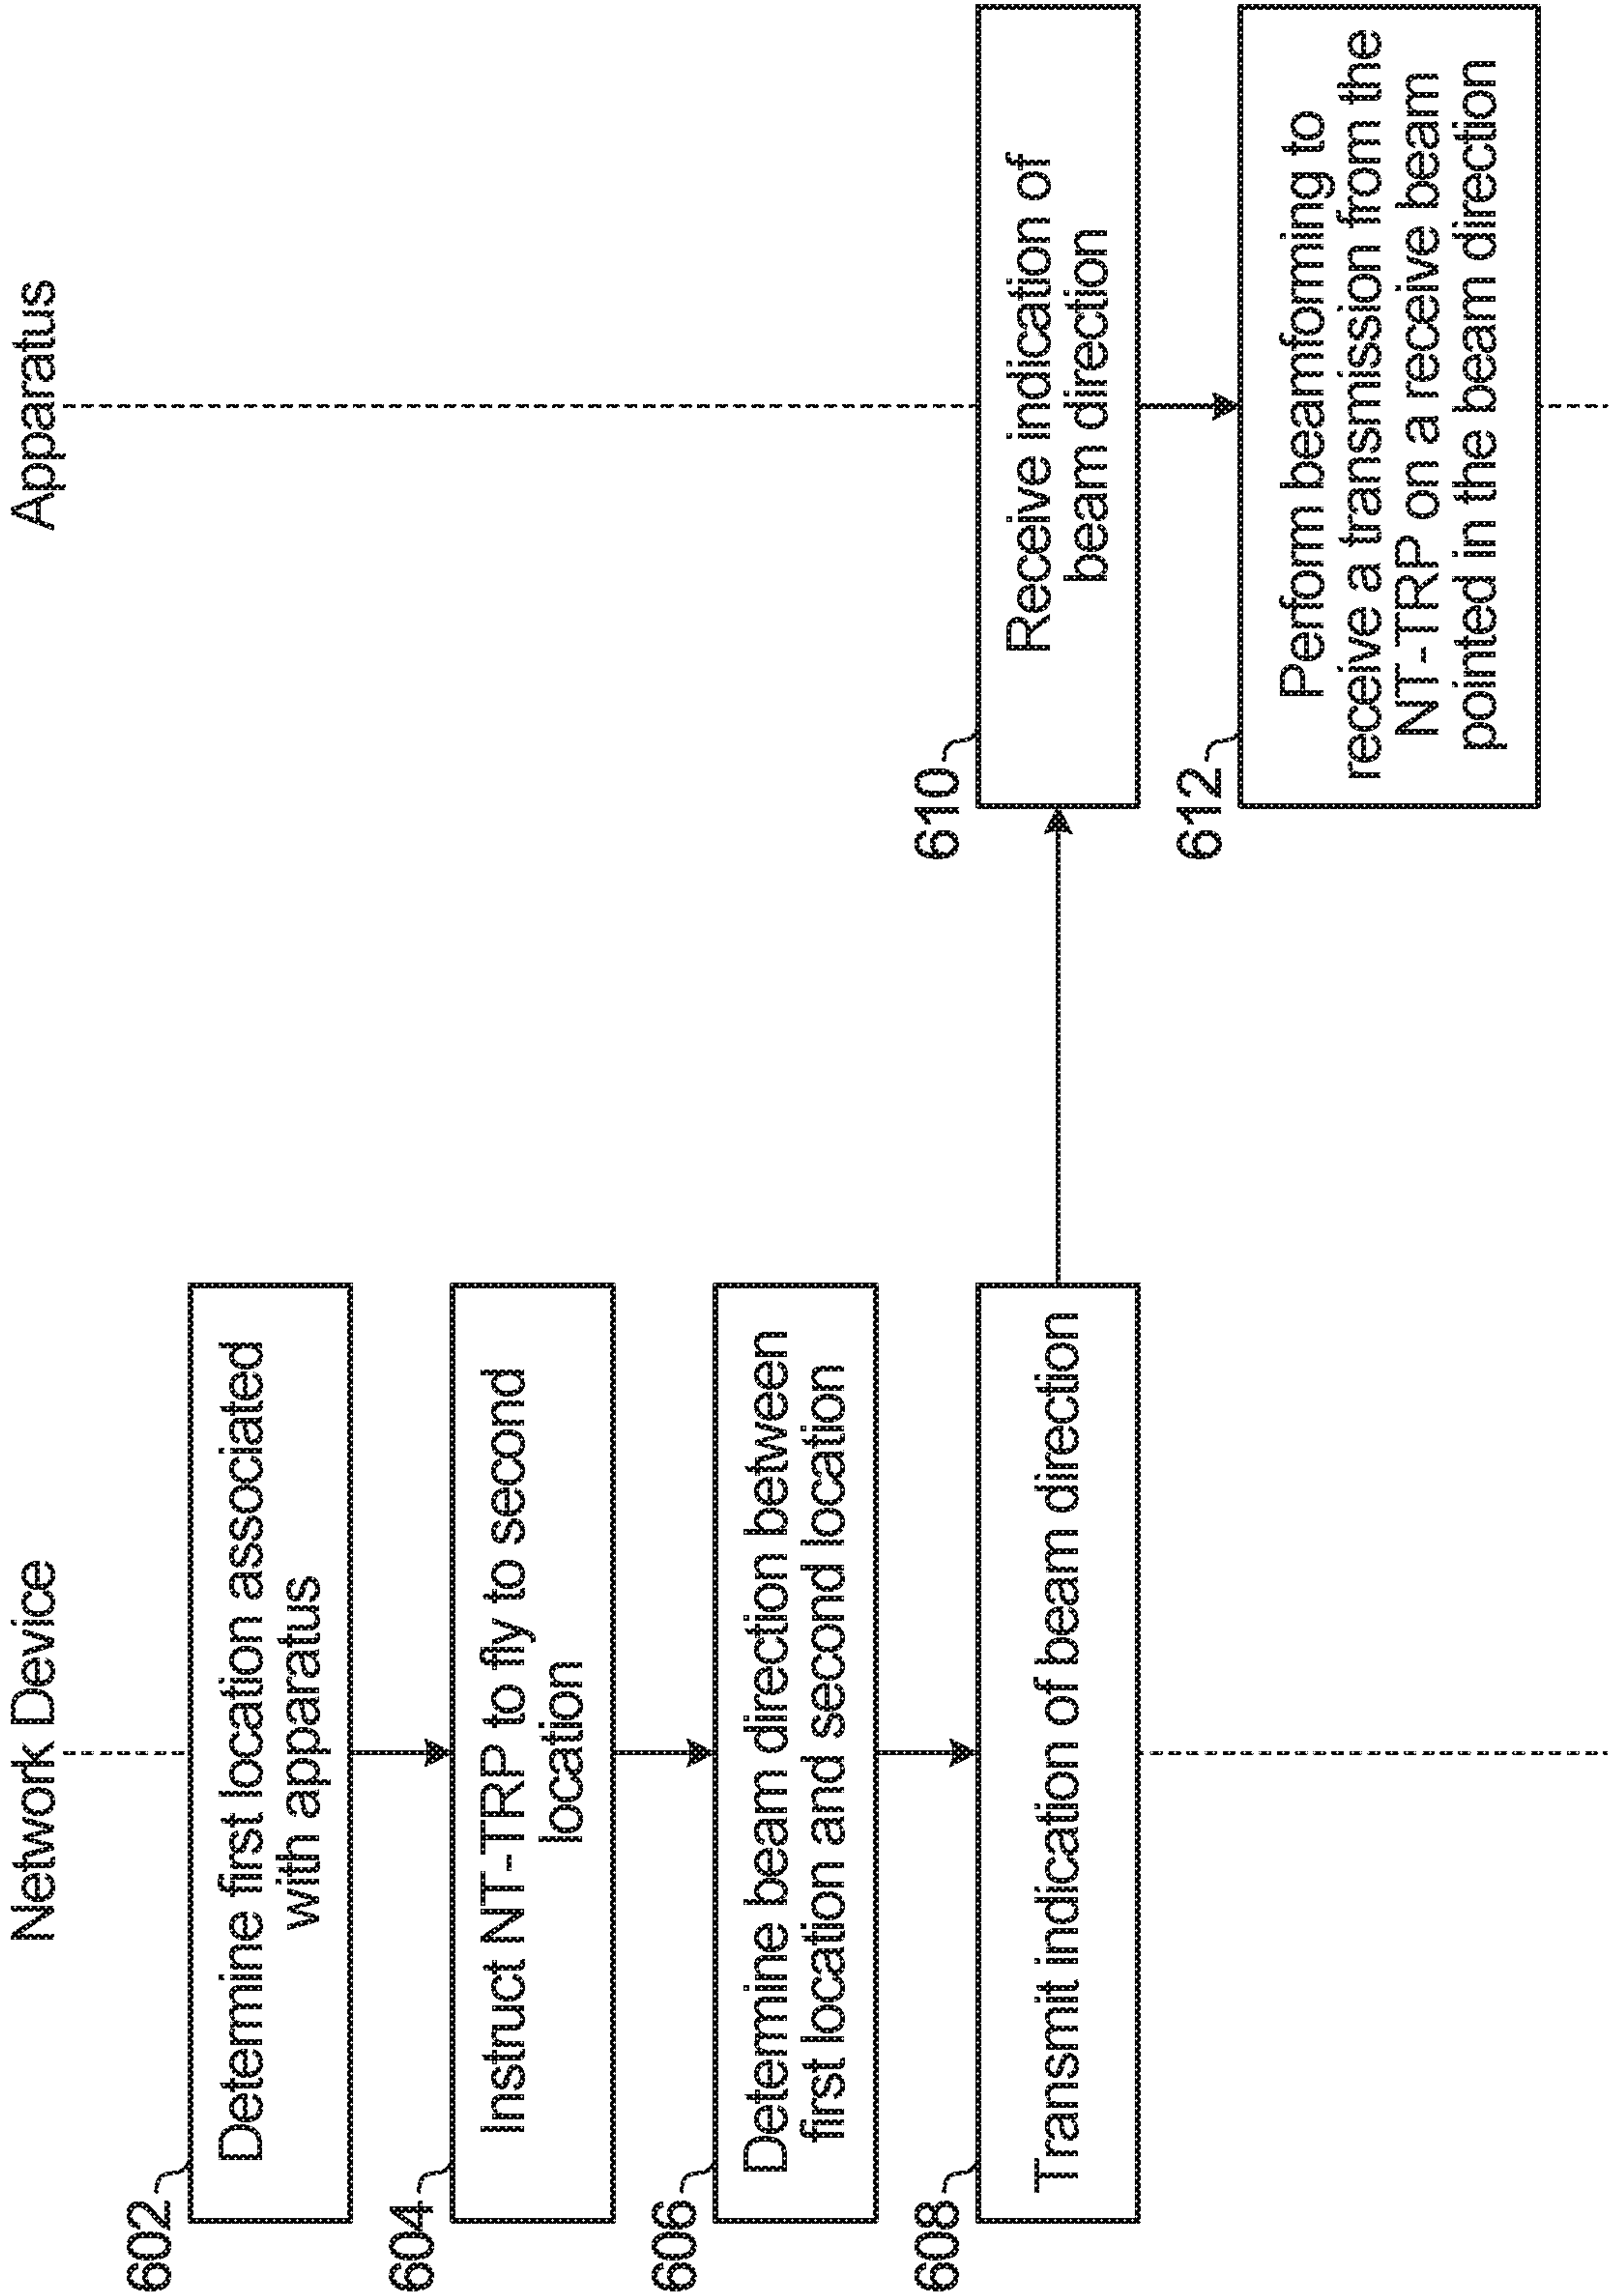 Network Device
Apparatus
602
Determine first location associated
with apparatus
604
Instruct NT-TRP to fly to second
location
606
Determine beam direction between
first location and second location
608
Transmit indication of beam direction
610
Receive indication of
beam direction
612
Perform beamforming to
receive a transmission from the
NT-TRP on a receive beam
pointed in the beam direction